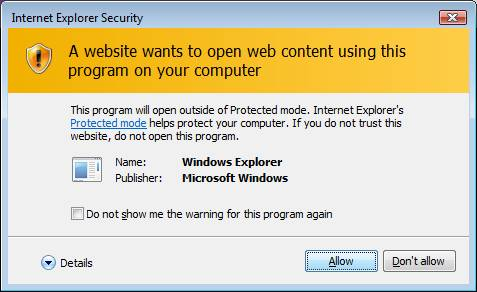 Internet Explorer Security
A website wants to open web content using this
program on your computer
This program will open outside of Protected mode. Internet Explorer's
Protected mode helps protect your computer. If you do not trust this
website, do not open this program.
Name: Windows Explorer
Publisher: Microsoft Windows
Do not show me the warning for this program again
Details Allow Don't allow